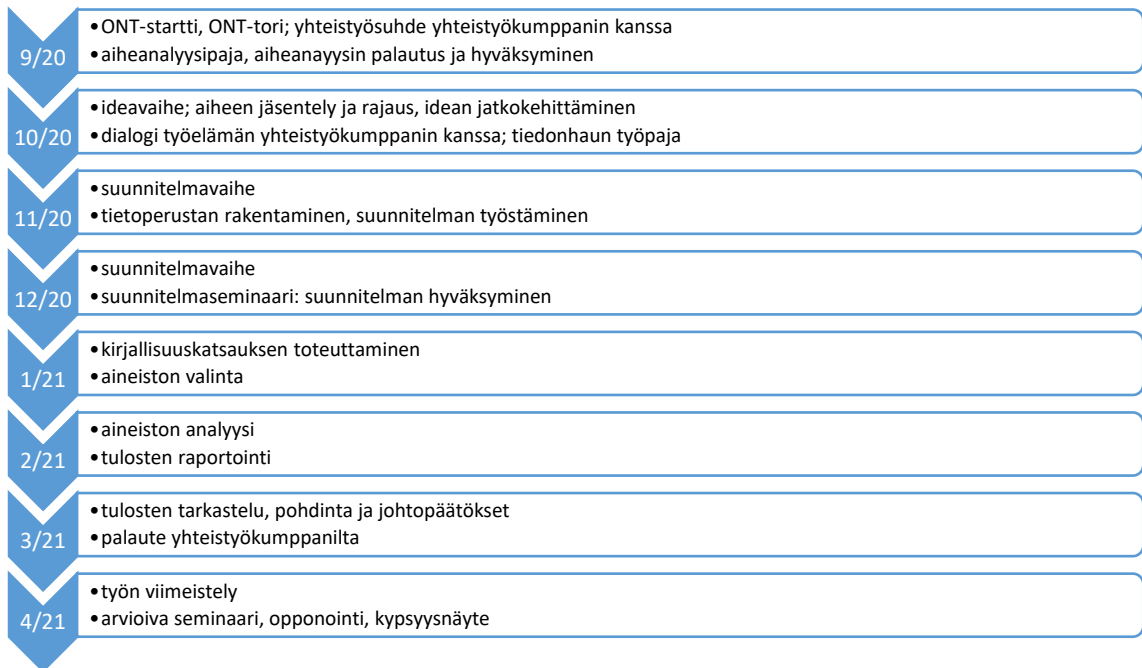 9/20
•ONT-startti, ONT-tori; yhteistyösuhde yhteistyökumppanin kanssa
•aiheanalyysipaja, aiheanayysin palautus ja hyväksyminen
10/20
•ideavaihe; aiheen jäsentely ja rajaus, idean jatkokehittäminen
•dialogi työelämän yhteistyökumppanin kanssa; tiedonhaun työpaja
11/20
•suunnitelmavaihe
•tietoperustan rakentaminen, suunnitelman työstäminen
12/20
•suunnitelmavaihe
•suunnitelmaseminaari: suunnitelman hyväksyminen
1/21
•kirjallisuuskatsauksen toteuttaminen
•aineiston valinta
2/21
•aineiston analyysi
•tulosten raportointi
3/21
•tulosten tarkastelu, pohdinta ja johtopäätökset
•palaute yhteistyökumppanilta
4/21
•työn viimeistely
•arvioiva seminaari, opponointi, kypsyysnäyte